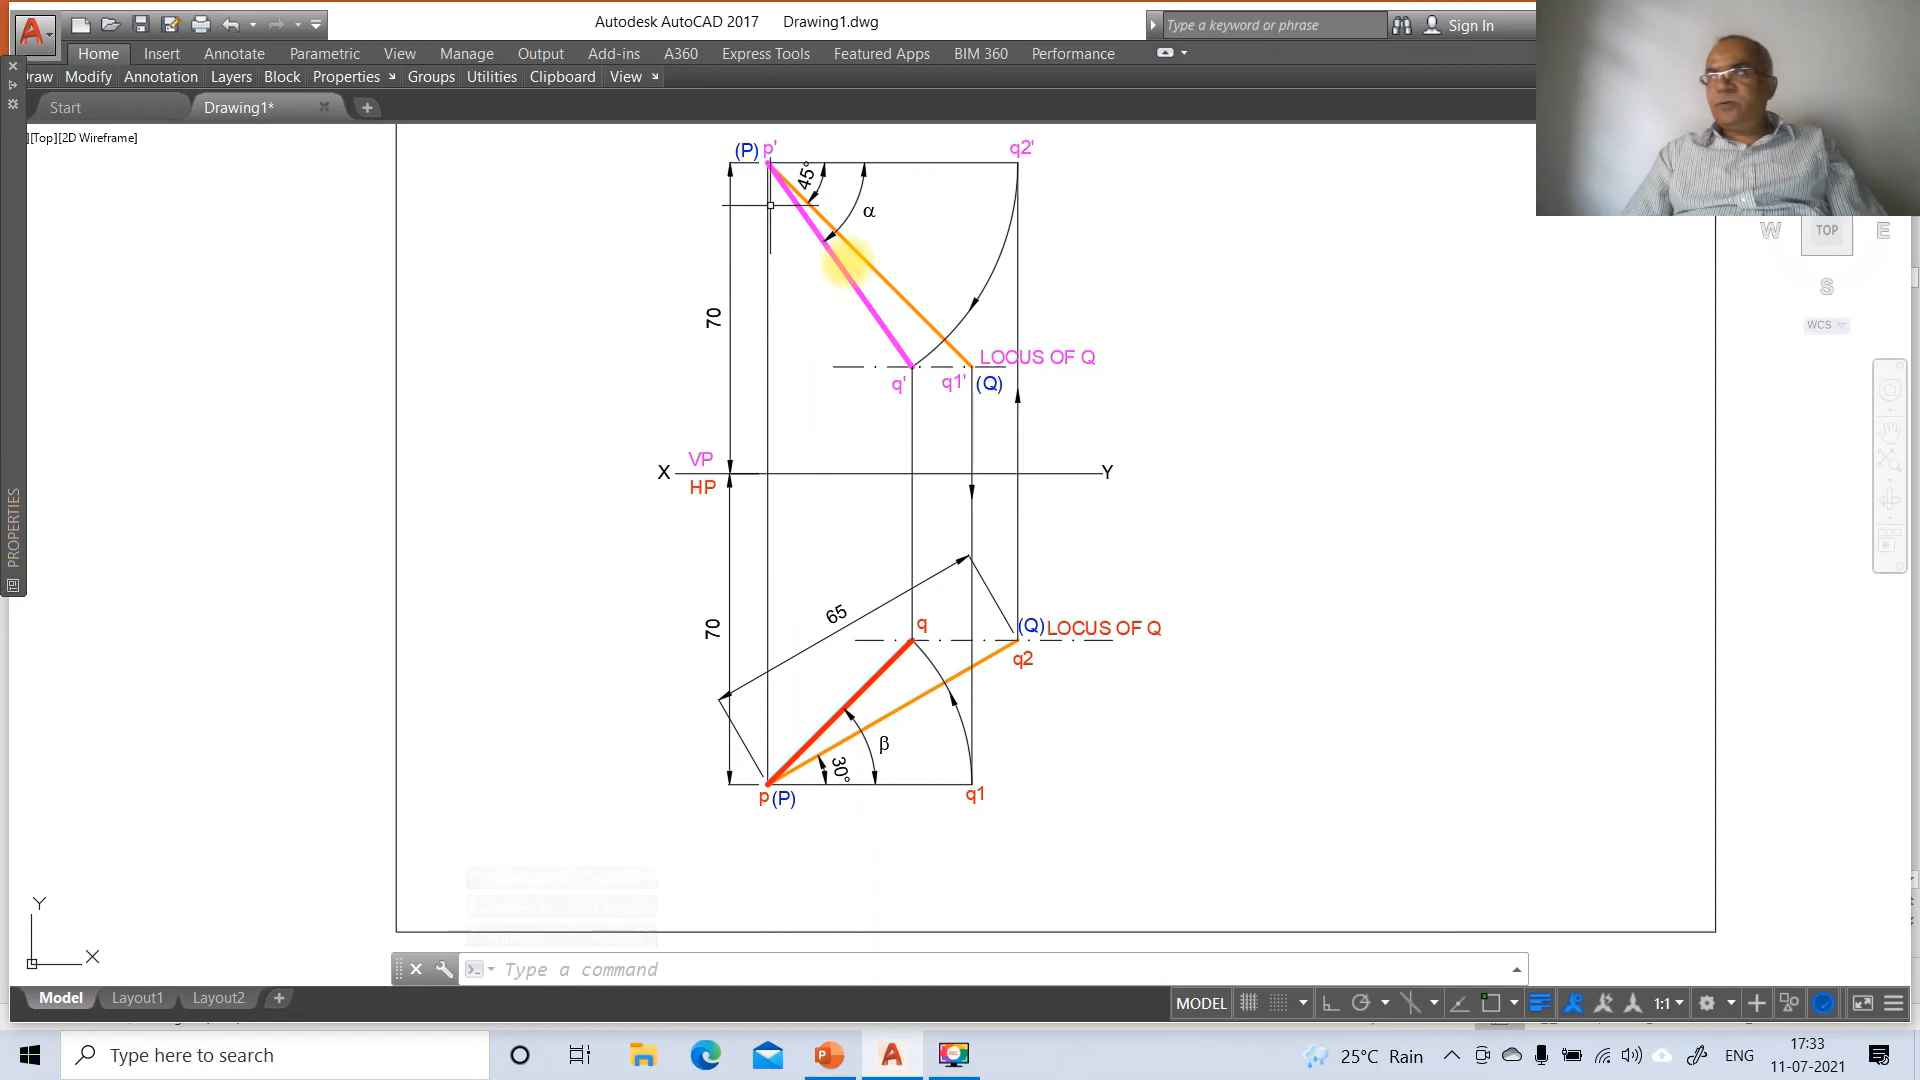 Autodesk AutoCAD 2017 Drawing1.dwg
Type a keyword or phrase
Sign In
Home Insert Annotate Parametric View Manage Output Add-ins A360 Express Tools Featured Apps BIM 360 Performance
raw Modify Annotation Layers Block Properties Groups Utilities Clipboard View
Start Drawing1*
][Top][2D Wireframe]
(P) p' q2'
45°
α
70
LOCUS OF Q
q' q1' (Q)
VP
X Y
HP
65
70
q (Q) LOCUS OF Q
q2
β
30°
p (P) q1
W TOP E
S
WCS
PROPERTIES
Y
X
Type a command
Model Layout1 Layout2
MODEL 1:1
Type here to search
25°C Rain
ENG
17:33
11-07-2021